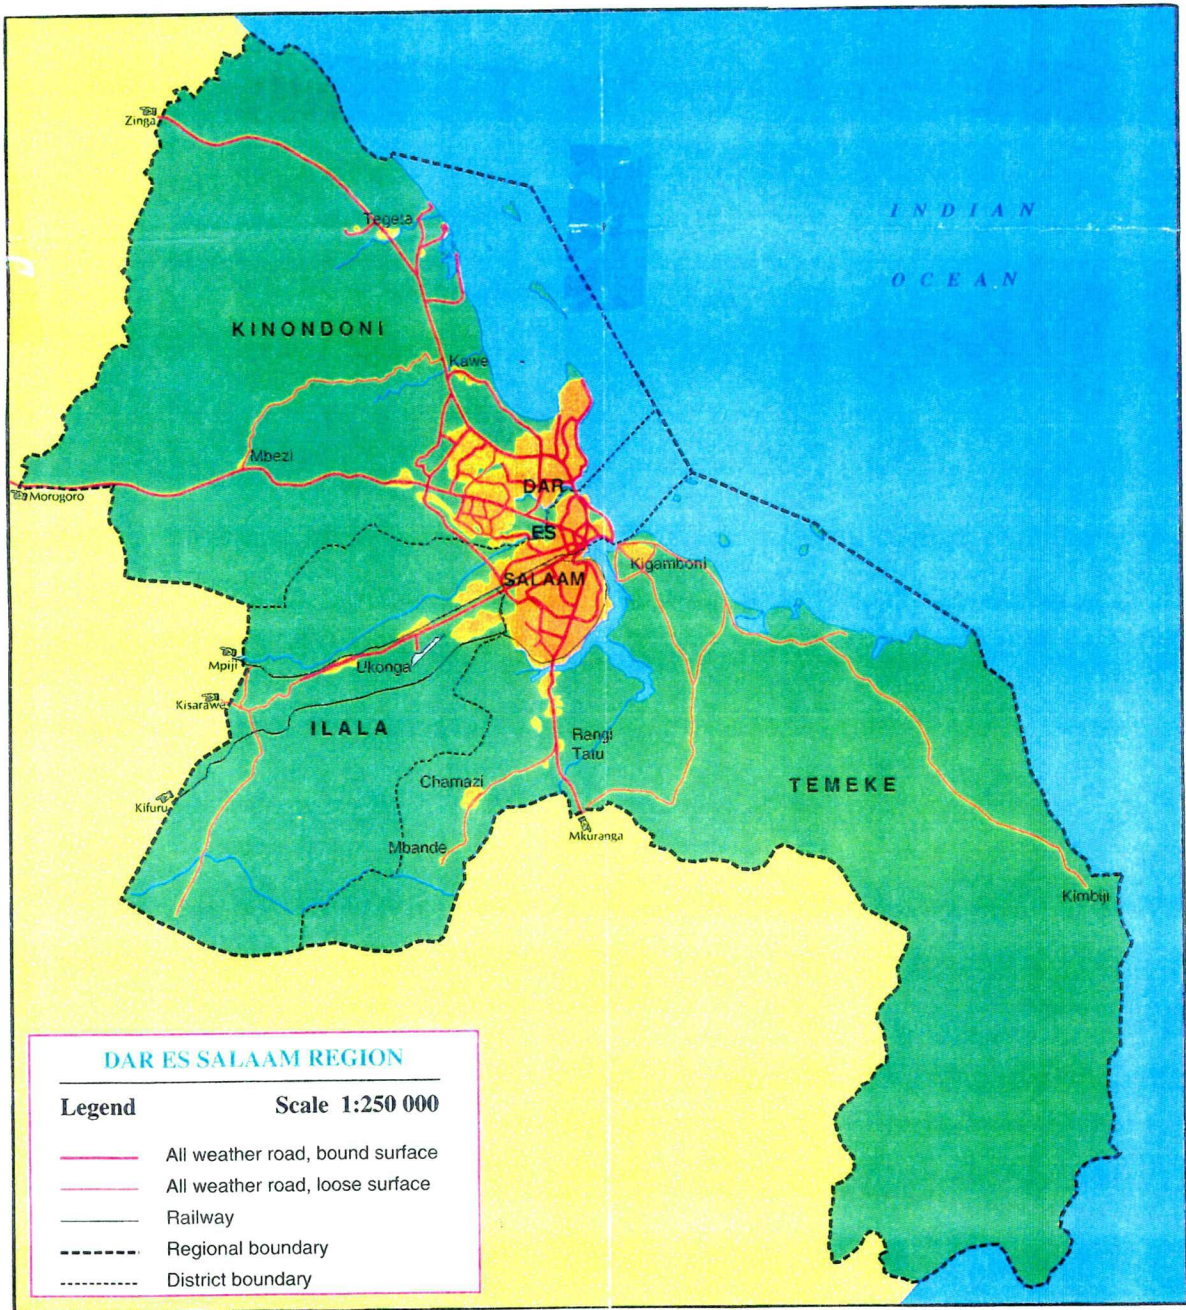 Zinga
INDIAN
Tegeta
OCEAN
KINONDONI
Kawe
Mbezi
DAR
Morogoro
ES
Kigamboni
SALAAM
Mpiji
Ukonga
Kisarawe
ILALA
Rangi
Tatu
Chamazi
TEMEKE
Kifuru
Mkuranga
Mbande
Kimbiji
DAR ES SALAAM REGION
Legend Scale 1:250 000
All weather road, bound surface
All weather road, loose surface
Railway
Regional boundary
District boundary